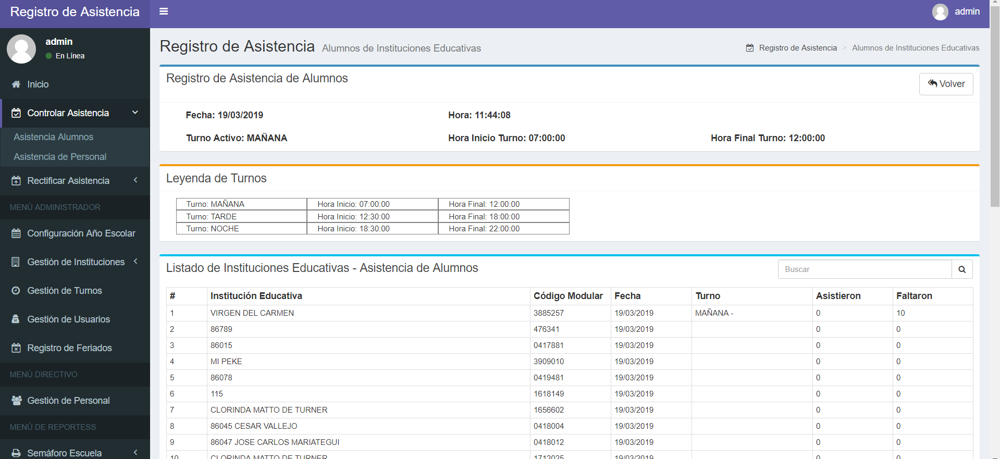 Registro de Asistencia
admin
admin
En Línea
Inicio
Controlar Asistencia
Asistencia Alumnos
Asistencia de Personal
Rectificar Asistencia
MENÚ ADMINISTRADOR
Configuración Año Escolar
Gestión de Instituciones
Gestión de Turnos
Gestión de Usuarios
Registro de Feriados
MENÚ DIRECTIVO
Gestión de Personal
MENÚ DE REPORTESS
Semáforo Escuela
Registro de Asistencia Alumnos de Instituciones Educativas
Registro de Asistencia > Alumnos de Instituciones Educativas
Registro de Asistencia de Alumnos
Volver
Fecha: 19/03/2019 Hora: 11:44:08
Turno Activo: MAÑANA Hora Inicio Turno: 07:00:00 Hora Final Turno: 12:00:00
Leyenda de Turnos
Turno: MAÑANA Hora Inicio: 07:00:00 Hora Final: 12:00:00
Turno: TARDE Hora Inicio: 12:30:00 Hora Final: 18:00:00
Turno: NOCHE Hora Inicio: 18:30:00 Hora Final: 22:00:00
Listado de Instituciones Educativas - Asistencia de Alumnos
Buscar
# Institución Educativa Código Modular Fecha Turno Asistieron Faltaron
1 VIRGEN DEL CARMEN 3885257 19/03/2019 MAÑANA - 0 10
2 86789 476341 19/03/2019 0 0
3 86015 0417881 19/03/2019 0 0
4 MI PEKE 3909010 19/03/2019 0 0
5 86078 0419481 19/03/2019 0 0
6 115 1618149 19/03/2019 0 0
7 CLORINDA MATTO DE TURNER 1656602 19/03/2019 0 0
8 86045 CESAR VALLEJO 0418004 19/03/2019 0 0
9 86047 JOSE CARLOS MARIATEGUI 0418012 19/03/2019 0 0
10 CLORINDA MATTO DE TURNER 1712025 19/03/2019 0 0